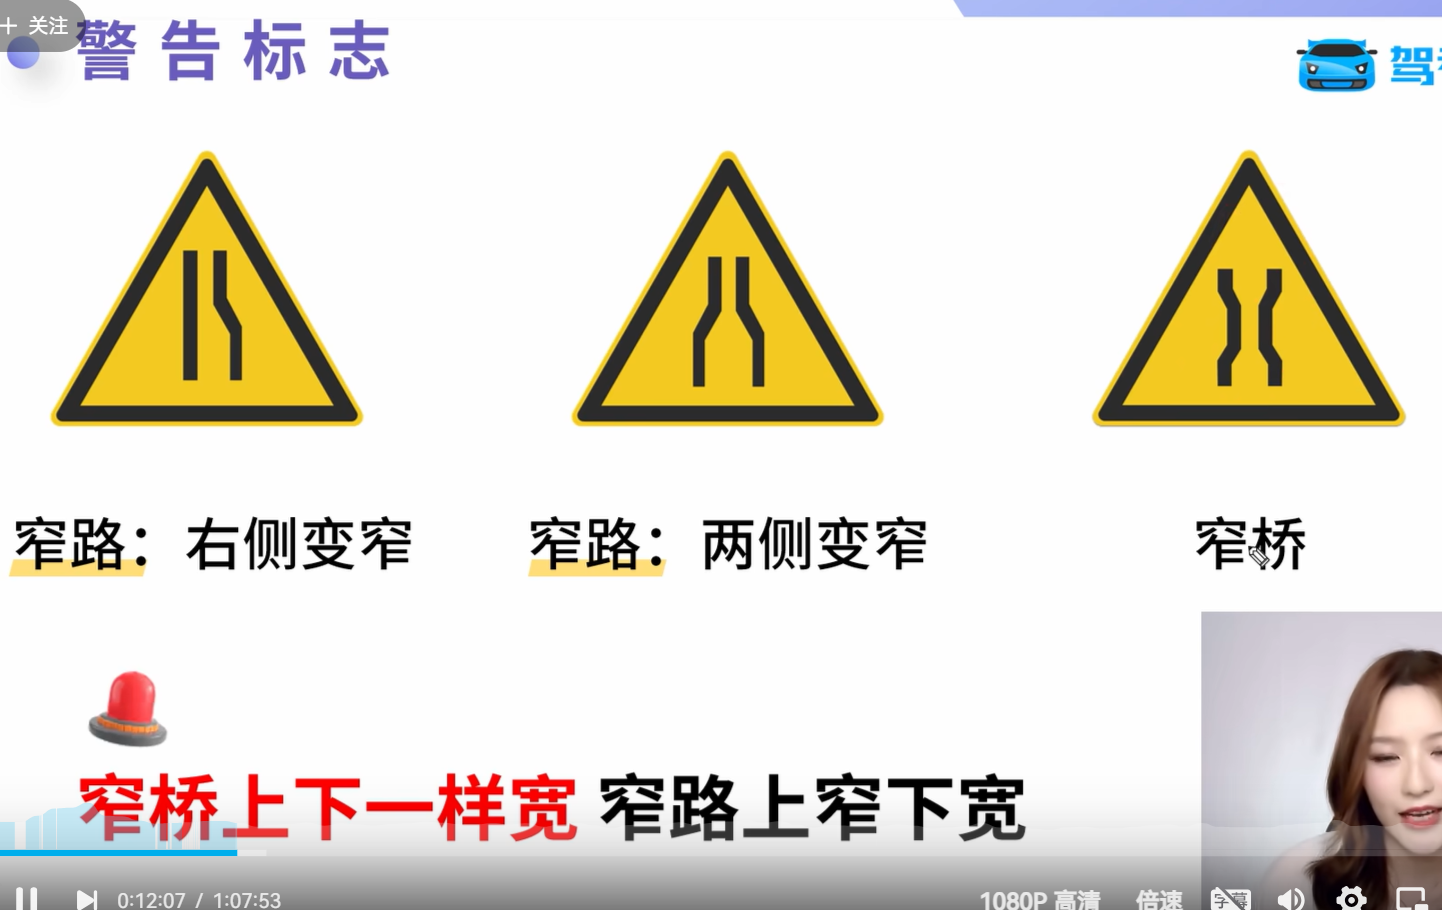 + 关注
警告标志
驾
窄路：右侧变窄
窄路：两侧变窄
窄桥
窄桥上下一样宽 窄路上窄下宽
0:12:07 / 1:07:53
1080P 高清
倍速
字幕